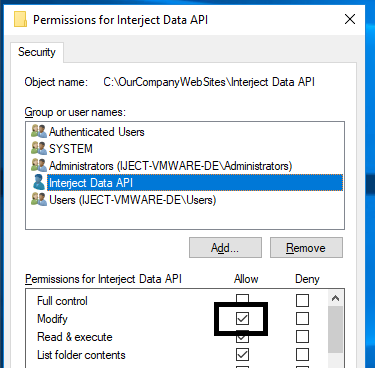 Permissions for Interject Data API
Security
Object name: C:\OurCompanyWebSites\Interject Data API
Group or user names:
Authenticated Users
SYSTEM
Administrators (IJECT-VMWARE-DE\Administrators)
Interject Data API
Users (IJECT-VMWARE-DE\Users)
Add... Remove
Permissions for Interject Data API Allow Deny
Full control
Modify
Read & execute
List folder contents